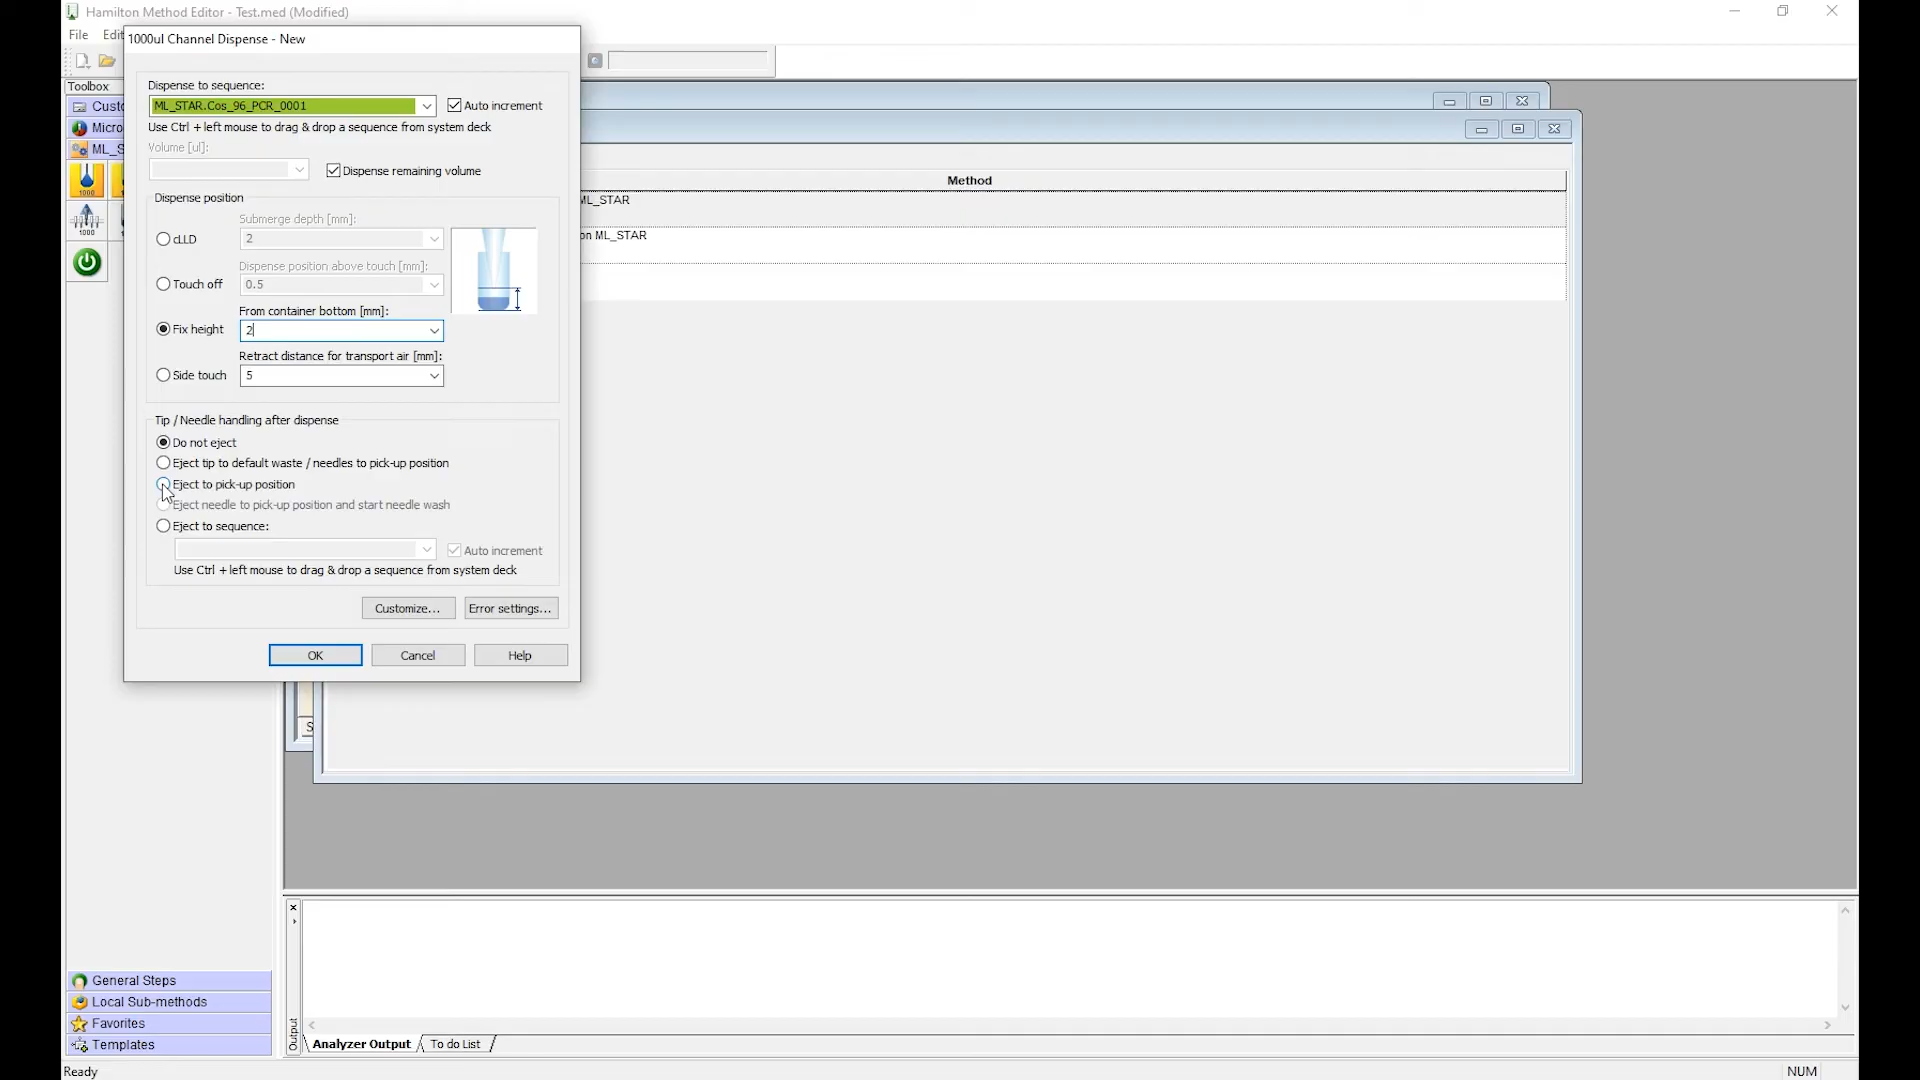 Hamilton Method Editor - Test.med (Modified)
File Edit
1000ul Channel Dispense - New
Toolbox
Dispense to sequence:
ML_STAR.Cos_96_PCR_0001
Auto increment
Use Ctrl + left mouse to drag & drop a sequence from system deck
Custo
Micro
ML_S
Volume [ul]:
Dispense remaining volume
Method
1000
Dispense position
ML_STAR
Submerge depth [mm]:
cLLD
2
on ML_STAR
1000
Dispense position above touch [mm]:
Touch off
0.5
From container bottom [mm]:
Fix height
2
Retract distance for transport air [mm]:
Side touch
5
Tip / Needle handling after dispense
Do not eject
Eject tip to default waste / needles to pick-up position
Eject to pick-up position
Eject needle to pick-up position and start needle wash
Eject to sequence:
Auto increment
Use Ctrl + left mouse to drag & drop a sequence from system deck
Customize...
Error settings...
OK
Cancel
Help
S
General Steps
Local Sub-methods
Favorites
Templates
Output
Analyzer Output
To do List
Ready
NUM